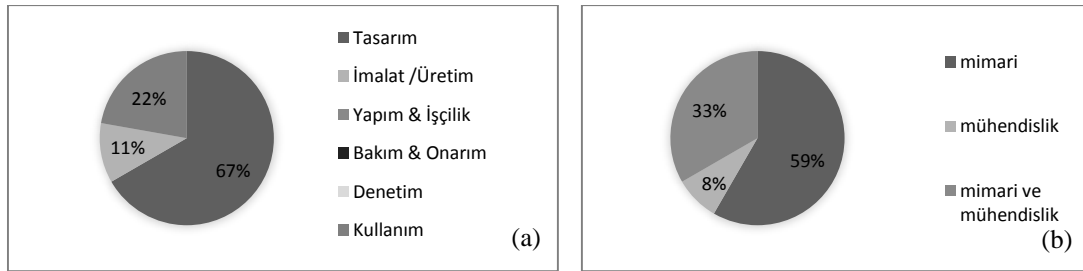 Tasarım
İmalat /Üretim
Yapım & İşçilik
Bakım & Onarım
Denetim
Kullanım
22%
11%
67%
(a)
mimari
mühendislik
mimari ve
mühendislik
33%
8%
59%
(b)